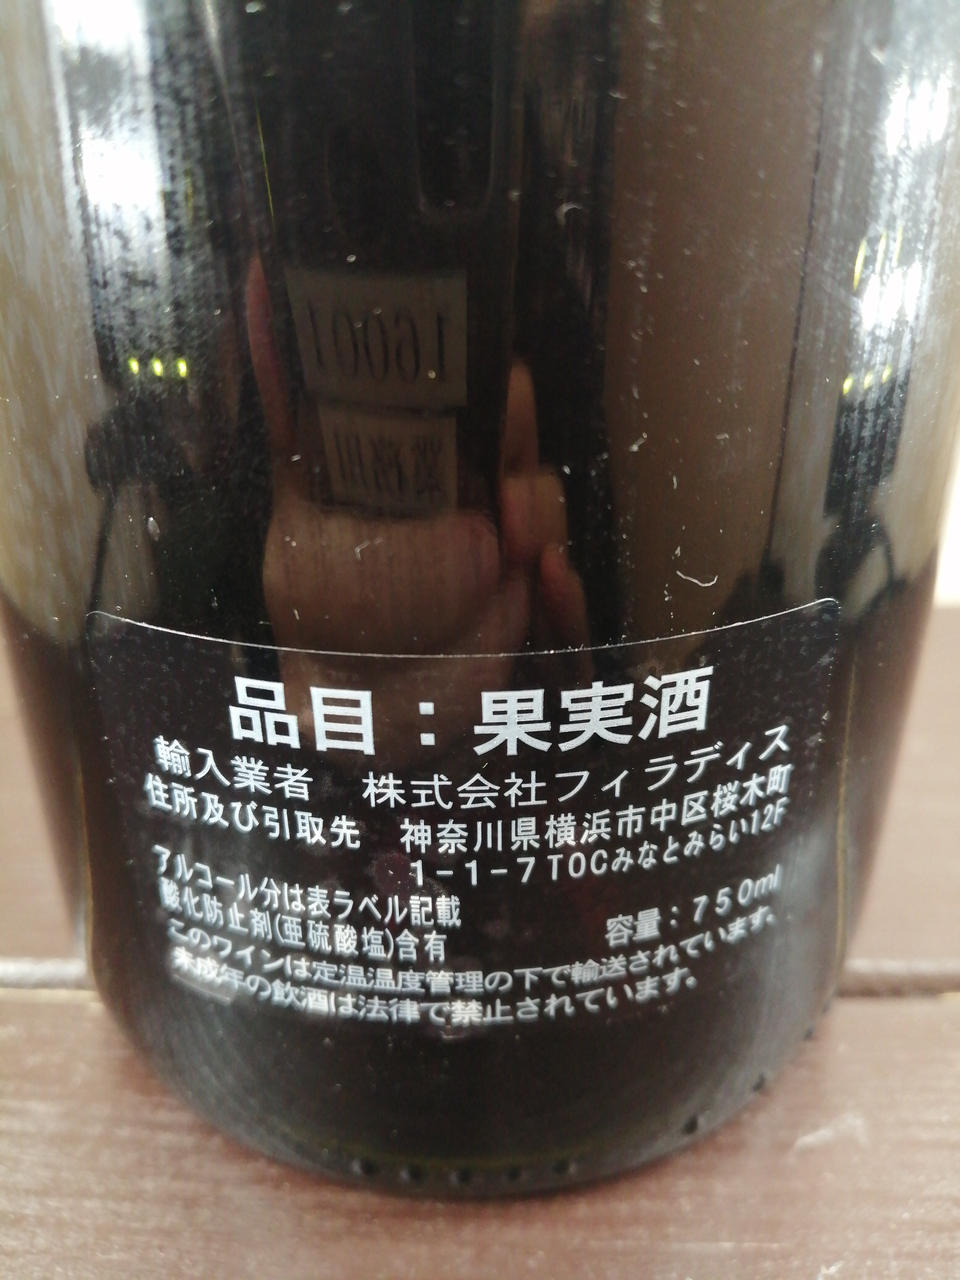 16001
業務用
品目：果実酒
輸入業者　株式会社フィラディス
住所及び引取先　神奈川県横浜市中区桜木町
1-1-7TOCみなとみらい12F
アルコール分は表ラベル記載
酸化防止剤(亜硫酸塩)含有　容量：750ml
このワインは定温温度管理の下で輸送されています。
未成年の飲酒は法律で禁止されています。